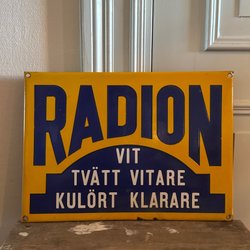 RADION
VIT
TVÄTT VITARE
KULÖRT KLARARE